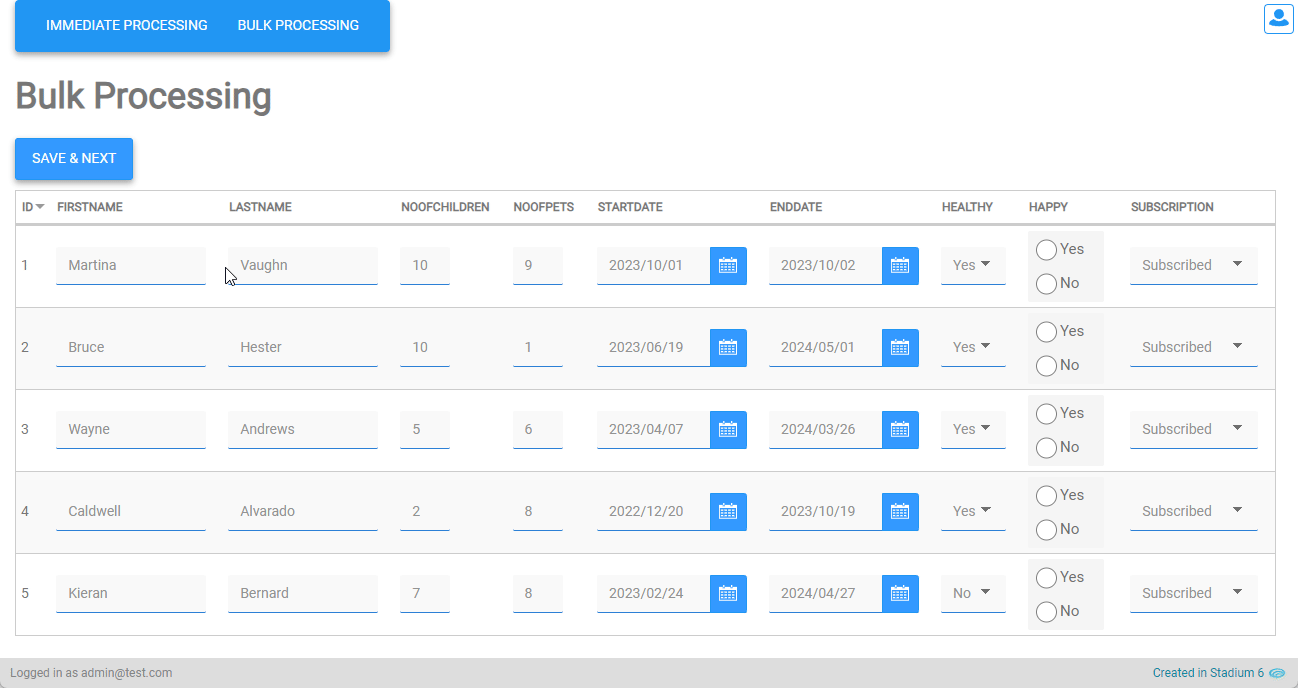 IMMEDIATE PROCESSING BULK PROCESSING
Bulk Processing
SAVE & NEXT
ID FIRSTNAME LASTNAME NOOFCHILDREN NOOFPETS STARTDATE ENDDATE HEALTHY HAPPY SUBSCRIPTION
1 Martina Vaughn 10 9 2023/10/01 2023/10/02 Yes Yes Subscribed
No
2 Bruce Hester 10 1 2023/06/19 2024/05/01 Yes Yes Subscribed
No
3 Wayne Andrews 5 6 2023/04/07 2024/03/26 Yes Yes Subscribed
No
4 Caldwell Alvarado 2 8 2022/12/20 2023/10/19 Yes Yes Subscribed
No
5 Kieran Bernard 7 8 2023/02/24 2024/04/27 No Yes Subscribed
No
Logged in as admin@test.com Created in Stadium 6